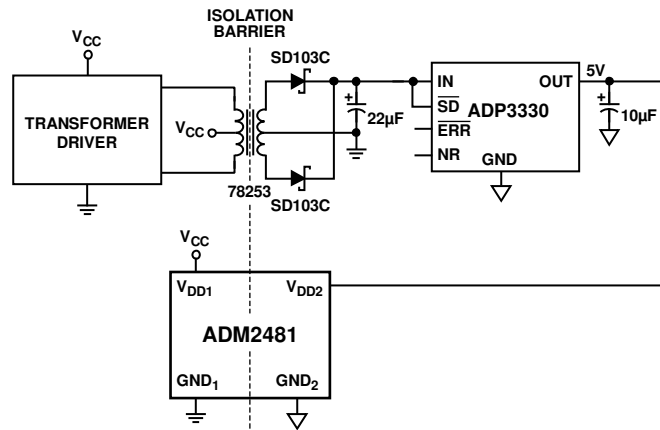 ISOLATION
BARRIER
VCC
SD103C
IN
OUT
5V
SD
ADP3330
TRANSFORMER
DRIVER
VCC
+
22µF
ERR
+
10µF
NR
GND
78253
SD103C
VCC
VDD1
VDD2
ADM2481
GND1
GND2